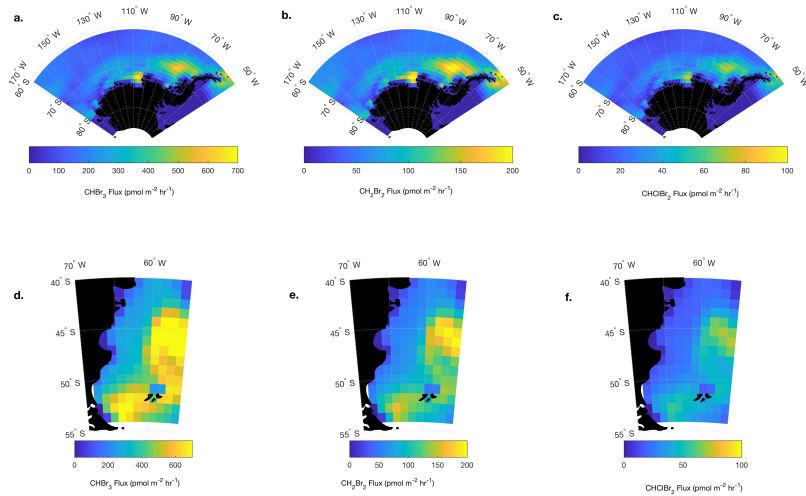 a.
170° W
150° W
130° W
110° W
90° W
70° W
50° W
60° S
70° S
80° S
0 100 200 300 400 500 600 700
CHBr₃ Flux (pmol m⁻² hr⁻¹)
b.
170° W
150° W
130° W
110° W
90° W
70° W
50° W
60° S
70° S
80° S
0 50 100 150 200
CH₂Br₂ Flux (pmol m⁻² hr⁻¹)
c.
170° W
150° W
130° W
110° W
90° W
70° W
50° W
60° S
70° S
80° S
0 20 40 60 80 100
CHClBr₂ Flux (pmol m⁻² hr⁻¹)
d.
70° W 60° W
40° S
45° S
50° S
55° S
0 200 400 600
CHBr₃ Flux (pmol m⁻² hr⁻¹)
e.
70° W 60° W
40° S
45° S
50° S
55° S
0 50 100 150 200
CH₂Br₂ Flux (pmol m⁻² hr⁻¹)
f.
70° W 60° W
40° S
45° S
50° S
55° S
0 50 100
CHClBr₂ Flux (pmol m⁻² hr⁻¹)